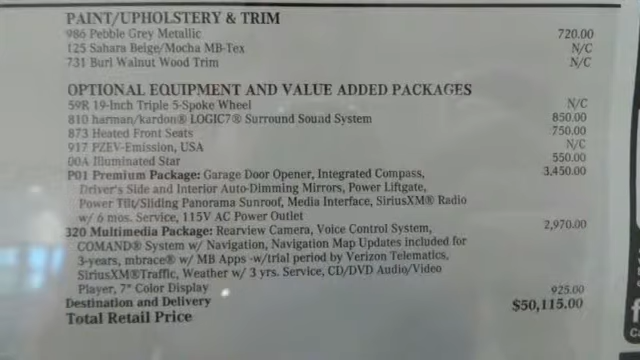 PAINT/UPHOLSTERY & TRIM
986 Pebble Grey Metallic 720.00
125 Sahara Beige/Mocha MB-Tex N/C
731 Burl Walnut Wood Trim N/C
OPTIONAL EQUIPMENT AND VALUE ADDED PACKAGES
59R 19-Inch Triple 5-Spoke Wheel N/C
810 harman/kardon® LOGIC7® Surround Sound System 850.00
873 Heated Front Seats 750.00
917 PZEV-Emission, USA N/C
00A Illuminated Star 550.00
P01 Premium Package: Garage Door Opener, Integrated Compass, 3,450.00
Driver's Side and Interior Auto-Dimming Mirrors, Power Liftgate,
Power Tilt/Sliding Panorama Sunroof, Media Interface, SiriusXM® Radio
w/ 6 mos. Service, 115V AC Power Outlet
320 Multimedia Package: Rearview Camera, Voice Control System, 2,970.00
COMAND® System w/ Navigation, Navigation Map Updates included for
3-years, mbrace® w/ MB Apps -w/trial period by Verizon Telematics,
SiriusXM®Traffic, Weather w/ 3 yrs. Service, CD/DVD Audio/Video
Player, 7" Color Display
Destination and Delivery 925.00
Total Retail Price $50,115.00